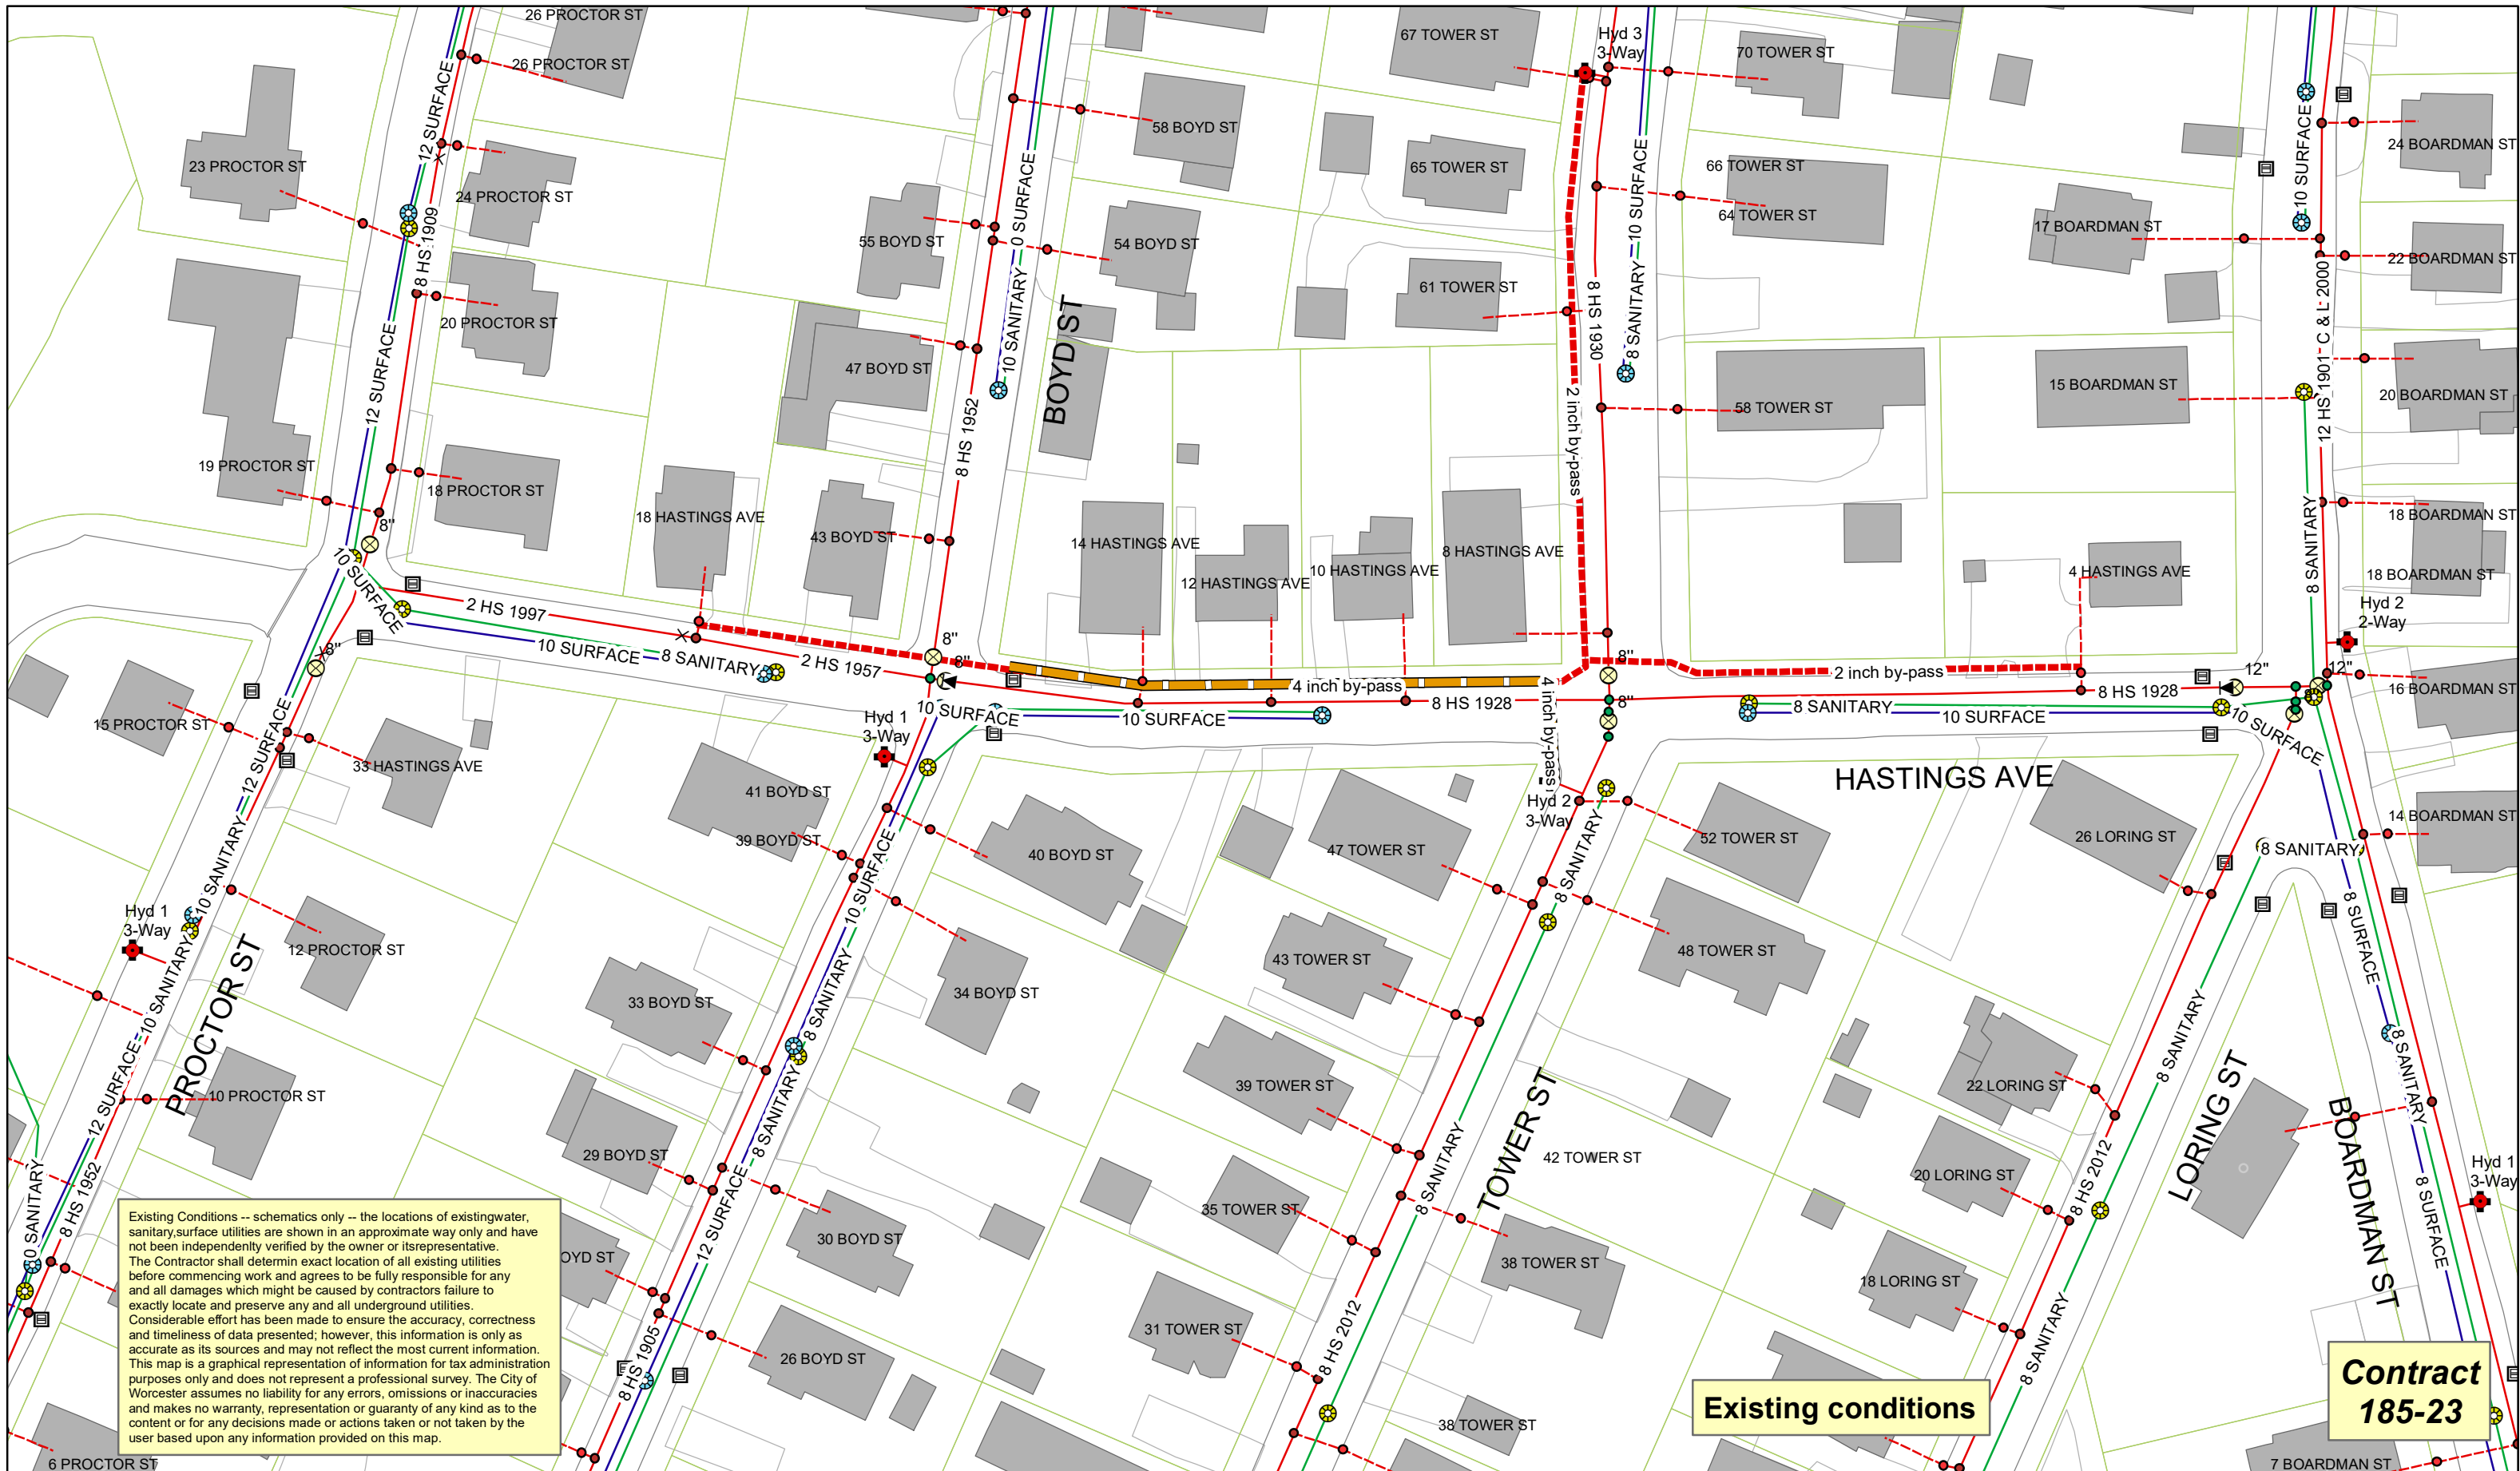 26 PROCTOR ST
26 PROCTOR ST
12 SURFACE
67 TOWER ST
Hyd 3
3-Way
70 TOWER ST
58 BOYD ST
23 PROCTOR ST
24 PROCTOR ST
65 TOWER ST
66 TOWER ST
64 TOWER ST
10 SURFACE
10 SURFACE
24 BOARDMAN ST
17 BOARDMAN ST
22 BOARDMAN ST
8 HS 1909
55 BOYD ST
54 BOYD ST
0 SURFACE
10 SANITARY
61 TOWER ST
8 HS 1930
8 SANITARY
12 HS 1901 C & L 2000
20 PROCTOR ST
12 SURFACE
47 BOYD ST
BOYD ST
8 HS 1952
2 inch by-pass
58 TOWER ST
15 BOARDMAN ST
20 BOARDMAN ST
19 PROCTOR ST
18 PROCTOR ST
8"
18 HASTINGS AVE
43 BOYD ST
14 HASTINGS AVE
12 HASTINGS AVE
10 HASTINGS AVE
8 HASTINGS AVE
4 HASTINGS AVE
8 SANITARY
18 BOARDMAN ST
18 BOARDMAN ST
Hyd 2
2-Way
10 SURFACE
2 HS 1997
10 SURFACE
8 SANITARY
2 HS 1957
8"
8"
8"
4 inch by-pass
8 HS 1928
4 inch by-pass
8"
8"
2 inch by-pass
8 HS 1928
12"
12"
8"
16 BOARDMAN ST
10 SURFACE
10 SURFACE
8 SANITARY
10 SURFACE
10 SURFACE
15 PROCTOR ST
33 HASTINGS AVE
Hyd 1
3-Way
41 BOYD ST
39 BOYD ST
40 BOYD ST
Hyd 2
3-Way
47 TOWER ST
52 TOWER ST
HASTINGS AVE
26 LORING ST
8 SANITARY
14 BOARDMAN ST
12 SURFACE
10 SANITARY
10 SURFACE
8 SANITARY
8 SANITARY
8 SURFACE
Hyd 1
3-Way
12 PROCTOR ST
PROCTOR ST
10 SANITARY
12 SURFACE
10 PROCTOR ST
33 BOYD ST
34 BOYD ST
43 TOWER ST
48 TOWER ST
39 TOWER ST
8 SANITARY
22 LORING ST
LORING ST
BOARDMAN ST
8 SANITARY
8 SURFACE
8 SANITARY
12 SURFACE
29 BOYD ST
30 BOYD ST
35 TOWER ST
8 SANITARY
TOWER ST
42 TOWER ST
38 TOWER ST
20 LORING ST
8 HS 2012
18 LORING ST
Hyd 1
3-Way
0 SANITARY
8 HS 1952
OYD ST
8 HS 1905
26 BOYD ST
31 TOWER ST
8 HS 2012
38 TOWER ST
8 SANITARY
6 PROCTOR ST
7 BOARDMAN ST
Existing Conditions -- schematics only -- the locations of existingwater,
sanitary,surface utilities are shown in an approximate way only and have
not been independenlty verified by the owner or itsrepresentative.
The Contractor shall determin exact location of all existing utilities
before commencing work and agrees to be fully responsible for any
and all damages which might be caused by contractors failure to
exactly locate and preserve any and all underground utilities.
Considerable effort has been made to ensure the accuracy, correctness
and timeliness of data presented; however, this information is only as
accurate as its sources and may not reflect the most current information.
This map is a graphical representation of information for tax administration
purposes only and does not represent a professional survey. The City of
Worcester assumes no liability for any errors, omissions or inaccuracies
and makes no warranty, representation or guaranty of any kind as to the
content or for any decisions made or actions taken or not taken by the
user based upon any information provided on this map.
Existing conditions
Contract
185-23